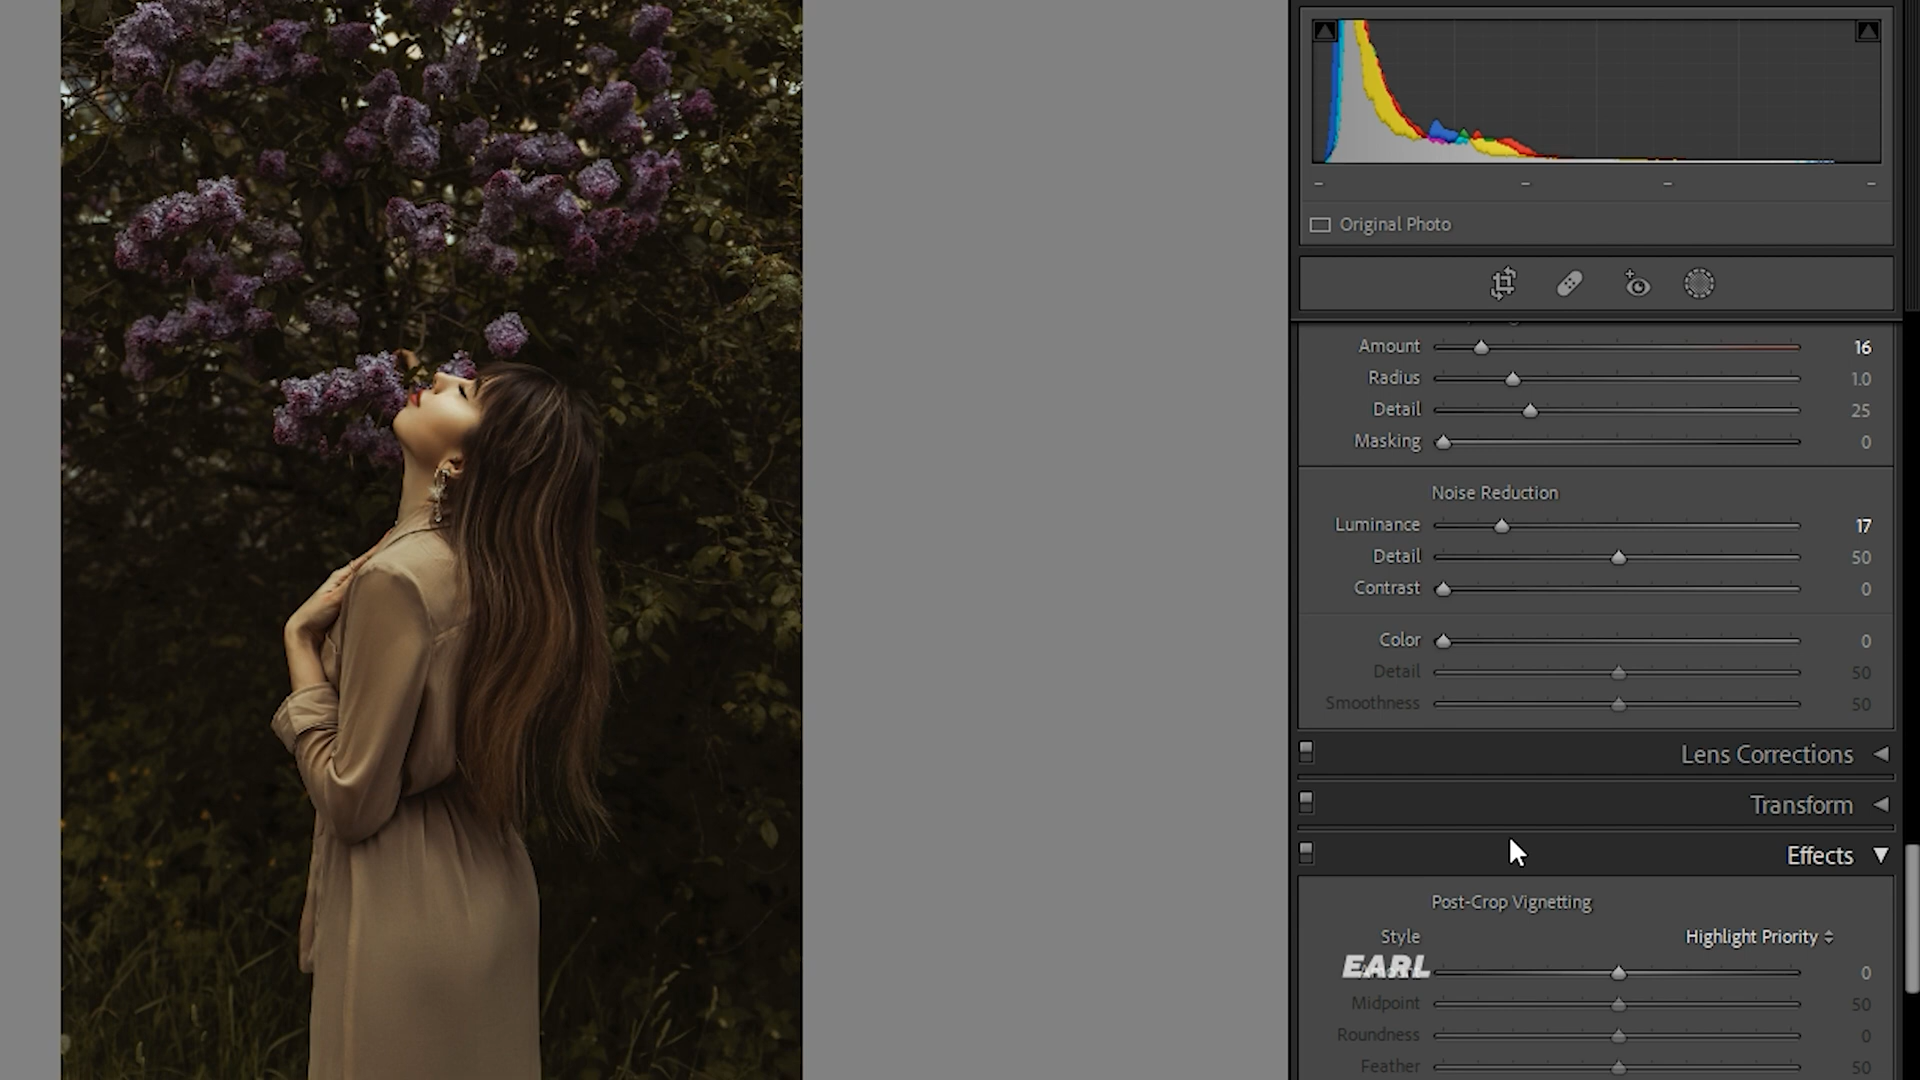 Original Photo
Amount 16
Radius 1.0
Detail 25
Masking 0
Noise Reduction
Luminance 17
Detail 50
Contrast 0
Color 0
Detail 50
Smoothness 50
Lens Corrections
Transform
Effects
Post-Crop Vignetting
Style Highlight Priority
EARL
0
Midpoint 50
Roundness 0
Feather 50